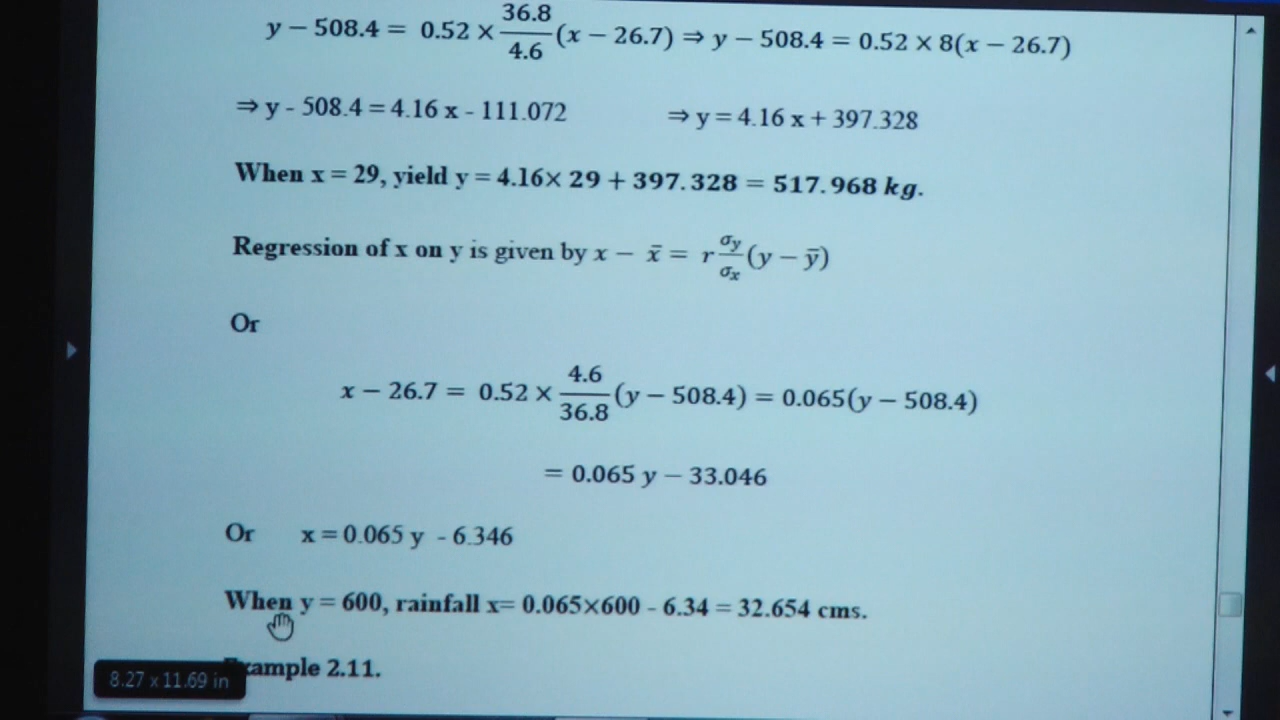 y − 508.4 = 0.52 × 36.8/4.6 (x − 26.7) ⇒ y − 508.4 = 0.52 × 8(x − 26.7)
⇒ y - 508.4 = 4.16 x - 111.072 ⇒ y = 4.16 x + 397.328
When x = 29, yield y = 4.16× 29 + 397.328 = 517.968 kg.
Regression of x on y is given by x − x̄ = r σy/σx (y − ȳ)
Or
x − 26.7 = 0.52 × 4.6/36.8 (y − 508.4) = 0.065(y − 508.4)
= 0.065 y − 33.046
Or x = 0.065 y - 6.346
When y = 600, rainfall x= 0.065×600 - 6.34 = 32.654 cms.
Example 2.11.
8.27 x 11.69 in